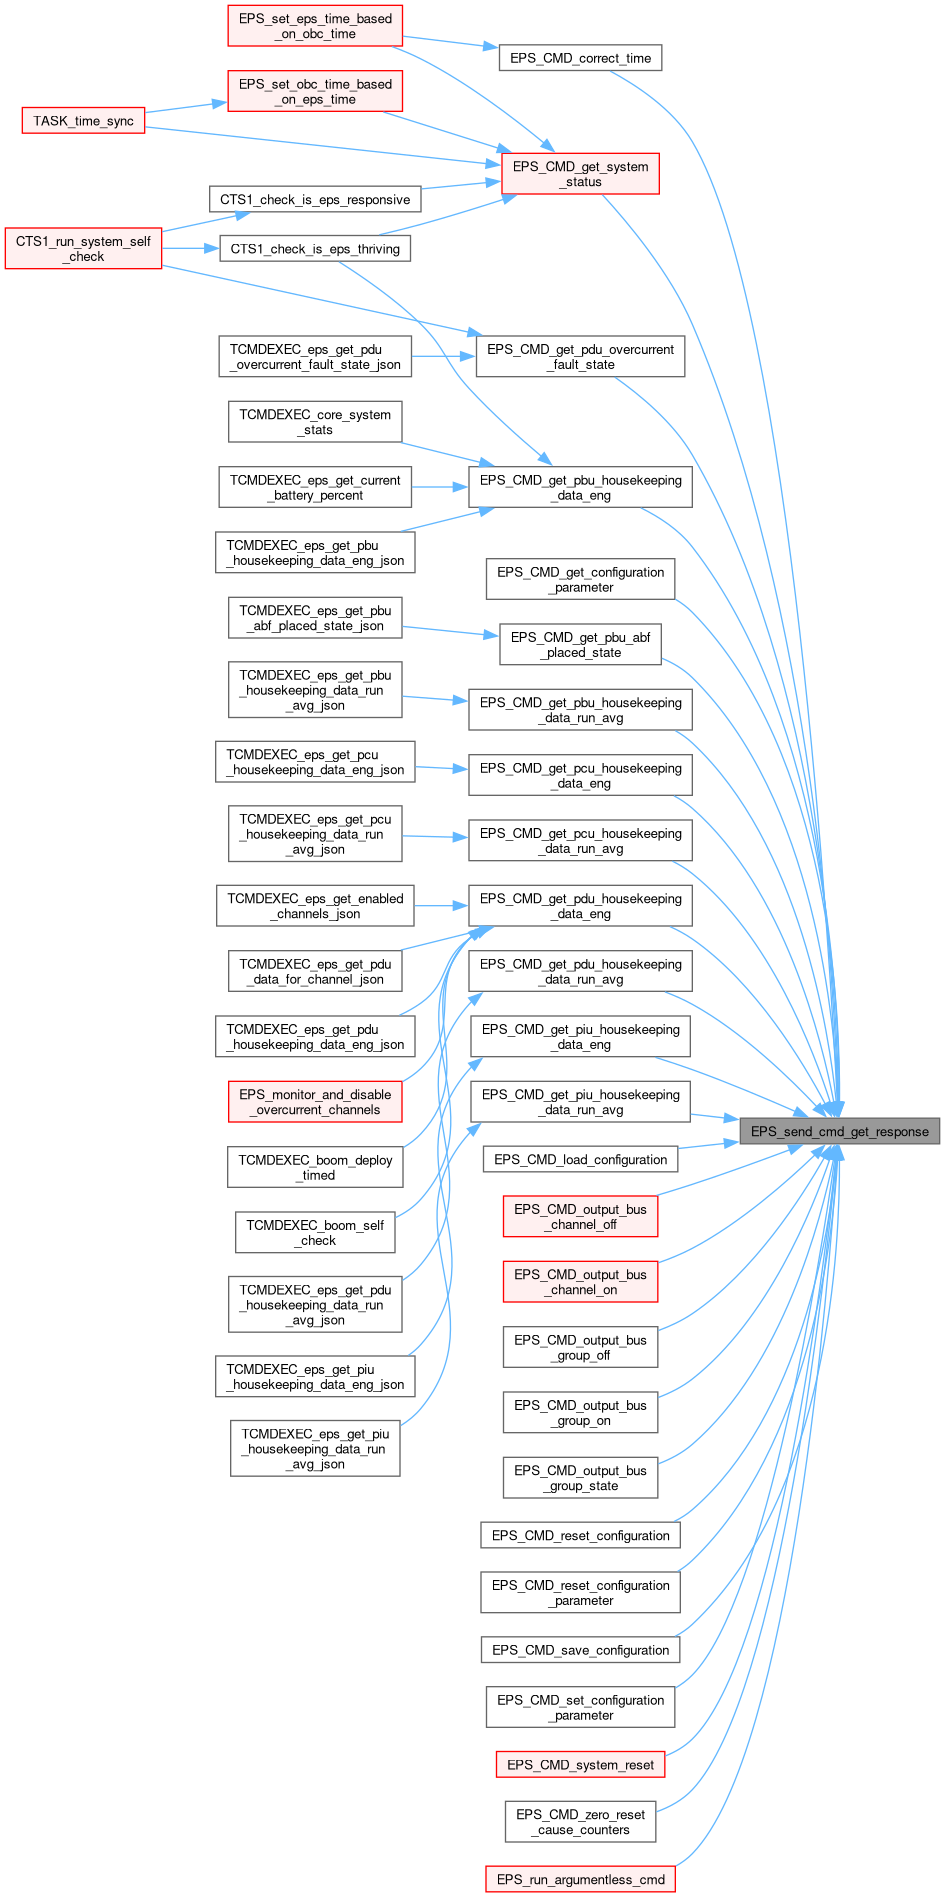 EPS_set_eps_time_based
_on_obc_time
EPS_CMD_correct_time
EPS_set_obc_time_based
_on_eps_time
TASK_time_sync
EPS_CMD_get_system
_status
CTS1_check_is_eps_responsive
CTS1_run_system_self
_check
CTS1_check_is_eps_thriving
TCMDEXEC_eps_get_pdu
_overcurrent_fault_state_json
EPS_CMD_get_pdu_overcurrent
_fault_state
TCMDEXEC_core_system
_stats
TCMDEXEC_eps_get_current
_battery_percent
EPS_CMD_get_pbu_housekeeping
_data_eng
TCMDEXEC_eps_get_pbu
_housekeeping_data_eng_json
EPS_CMD_get_configuration
_parameter
TCMDEXEC_eps_get_pbu
_abf_placed_state_json
EPS_CMD_get_pbu_abf
_placed_state
TCMDEXEC_eps_get_pbu
_housekeeping_data_run
_avg_json
EPS_CMD_get_pbu_housekeeping
_data_run_avg
TCMDEXEC_eps_get_pcu
_housekeeping_data_eng_json
EPS_CMD_get_pcu_housekeeping
_data_eng
TCMDEXEC_eps_get_pcu
_housekeeping_data_run
_avg_json
EPS_CMD_get_pcu_housekeeping
_data_run_avg
TCMDEXEC_eps_get_enabled
_channels_json
EPS_CMD_get_pdu_housekeeping
_data_eng
TCMDEXEC_eps_get_pdu
_data_for_channel_json
EPS_CMD_get_pdu_housekeeping
_data_run_avg
TCMDEXEC_eps_get_pdu
_housekeeping_data_eng_json
EPS_CMD_get_piu_housekeeping
_data_eng
EPS_monitor_and_disable
_overcurrent_channels
EPS_CMD_get_piu_housekeeping
_data_run_avg
EPS_send_cmd_get_response
TCMDEXEC_boom_deploy
_timed
EPS_CMD_load_configuration
TCMDEXEC_boom_self
_check
EPS_CMD_output_bus
_channel_off
TCMDEXEC_eps_get_pdu
_housekeeping_data_run
_avg_json
EPS_CMD_output_bus
_channel_on
TCMDEXEC_eps_get_piu
_housekeeping_data_eng_json
EPS_CMD_output_bus
_group_off
TCMDEXEC_eps_get_piu
_housekeeping_data_run
_avg_json
EPS_CMD_output_bus
_group_on
EPS_CMD_output_bus
_group_state
EPS_CMD_reset_configuration
EPS_CMD_reset_configuration
_parameter
EPS_CMD_save_configuration
EPS_CMD_set_configuration
_parameter
EPS_CMD_system_reset
EPS_CMD_zero_reset
_cause_counters
EPS_run_argumentless_cmd